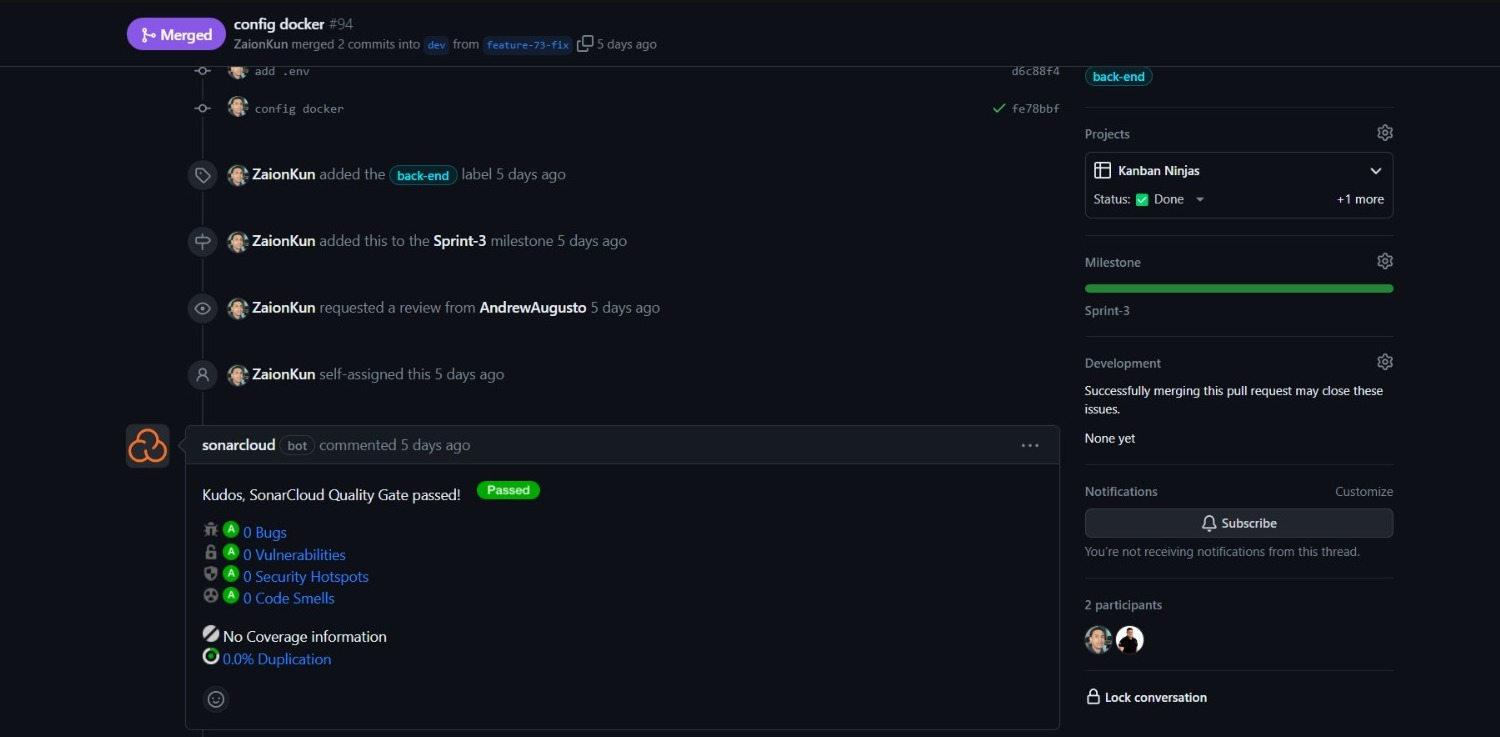 Merged
config docker #94
ZaionKun merged 2 commits into dev from feature-73-fix 5 days ago
add .env d6c88f4
config docker fe78bbf
ZaionKun added the back-end label 5 days ago
ZaionKun added this to the Sprint-3 milestone 5 days ago
ZaionKun requested a review from AndrewAugusto 5 days ago
ZaionKun self-assigned this 5 days ago
sonarcloud bot commented 5 days ago
Kudos, SonarCloud Quality Gate passed! Passed
A 0 Bugs
A 0 Vulnerabilities
A 0 Security Hotspots
A 0 Code Smells
No Coverage information
0.0% Duplication
back-end
Projects
Kanban Ninjas
Status: Done +1 more
Milestone
Sprint-3
Development
Successfully merging this pull request may close these
issues.
None yet
Notifications Customize
Subscribe
You're not receiving notifications from this thread.
2 participants
Lock conversation